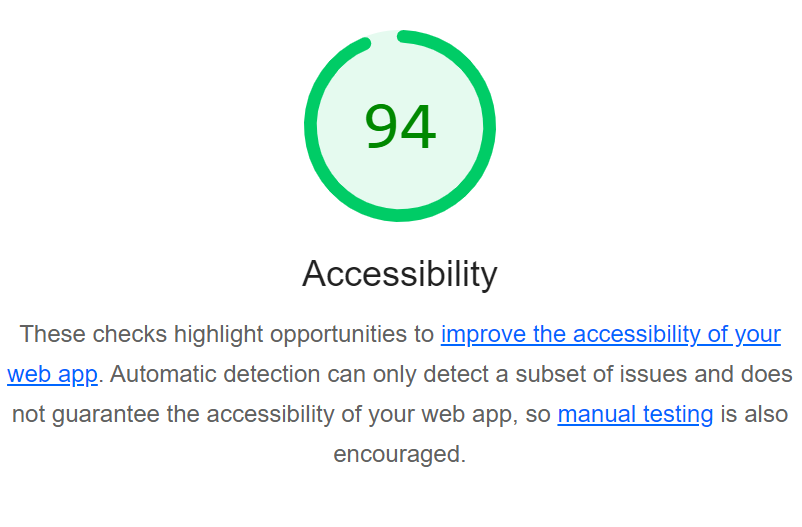 94
Accessibility
These checks highlight opportunities to improve the accessibility of your
web app. Automatic detection can only detect a subset of issues and does
not guarantee the accessibility of your web app, so manual testing is also
encouraged.